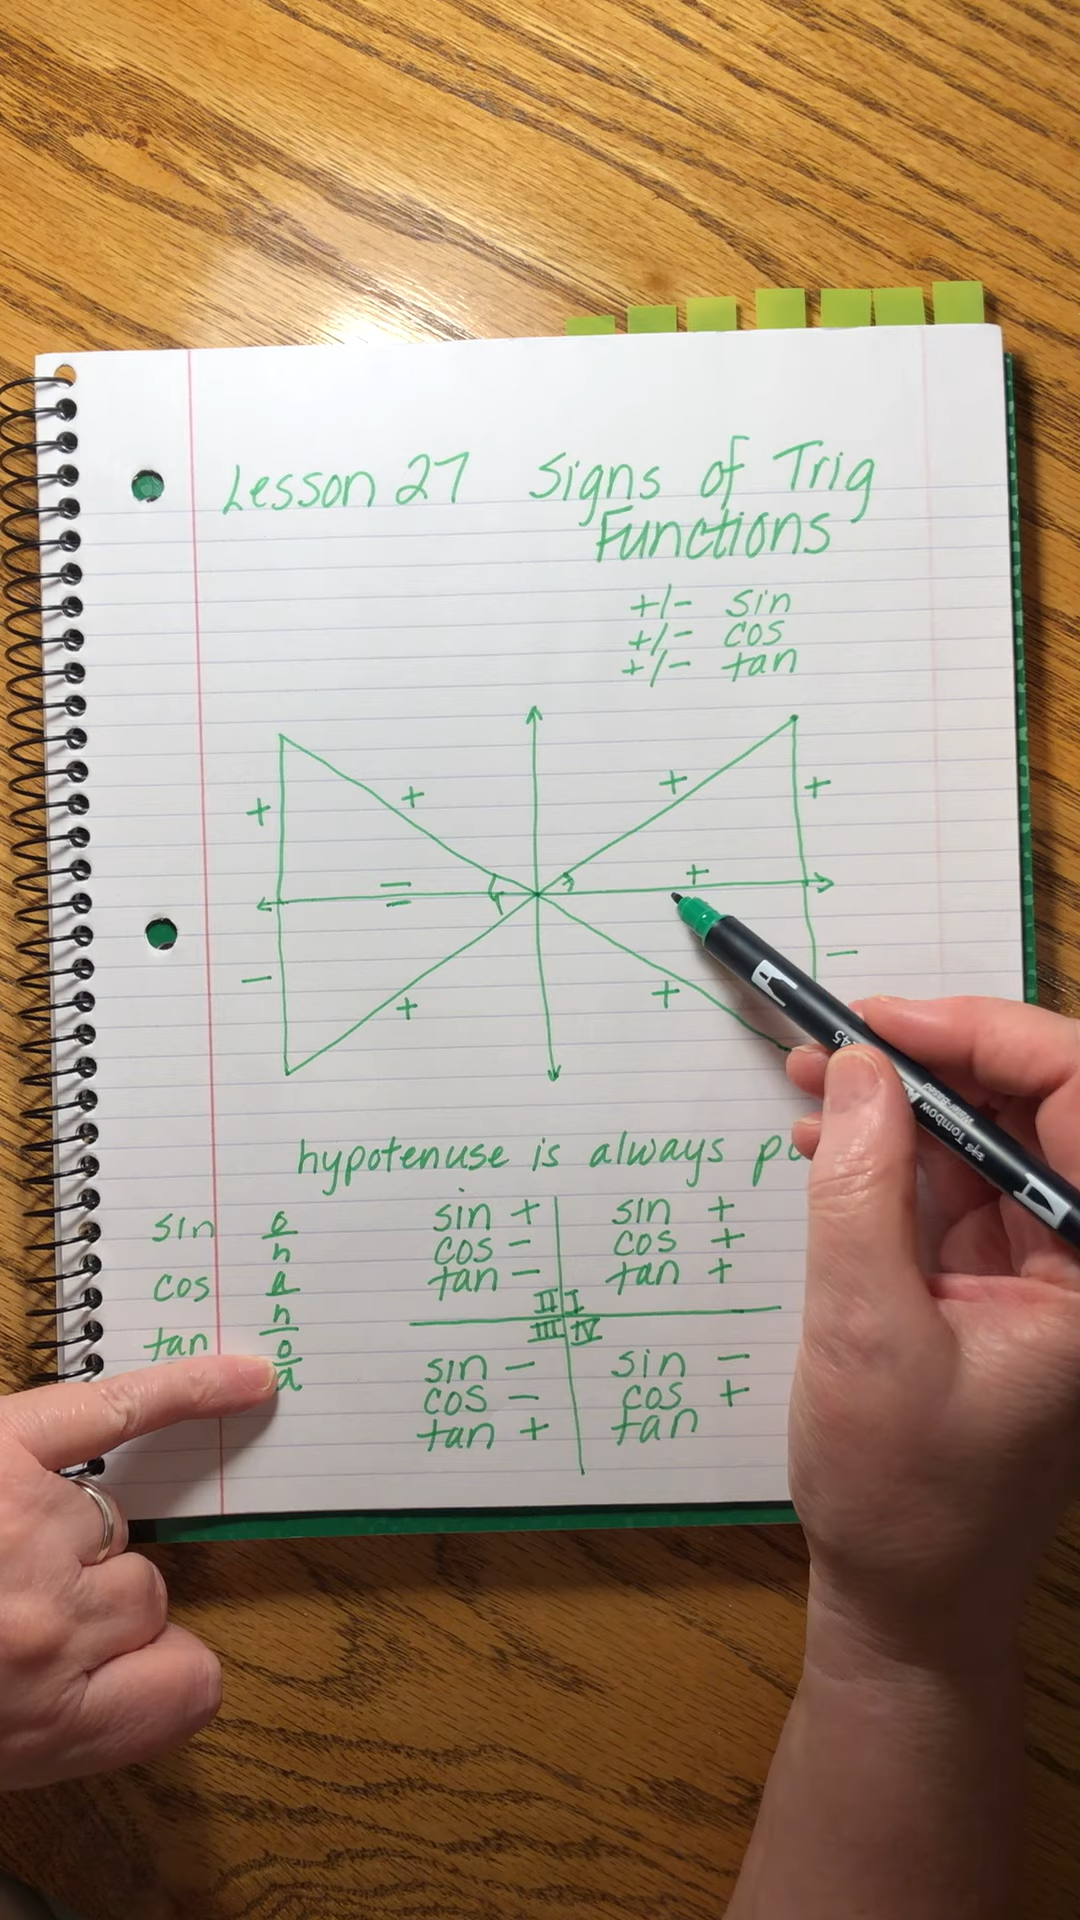 Lesson 27 Signs of Trig
Functions
+/- sin
+/- cos
+/- tan
+ + + +
=
+
- + + -
hypotenuse is always
sin o/h
cos a/h
tan o/a
sin + sin +
cos - cos +
tan - tan +
II I
III IV
sin - sin -
cos - cos +
tan + tan
Tombow